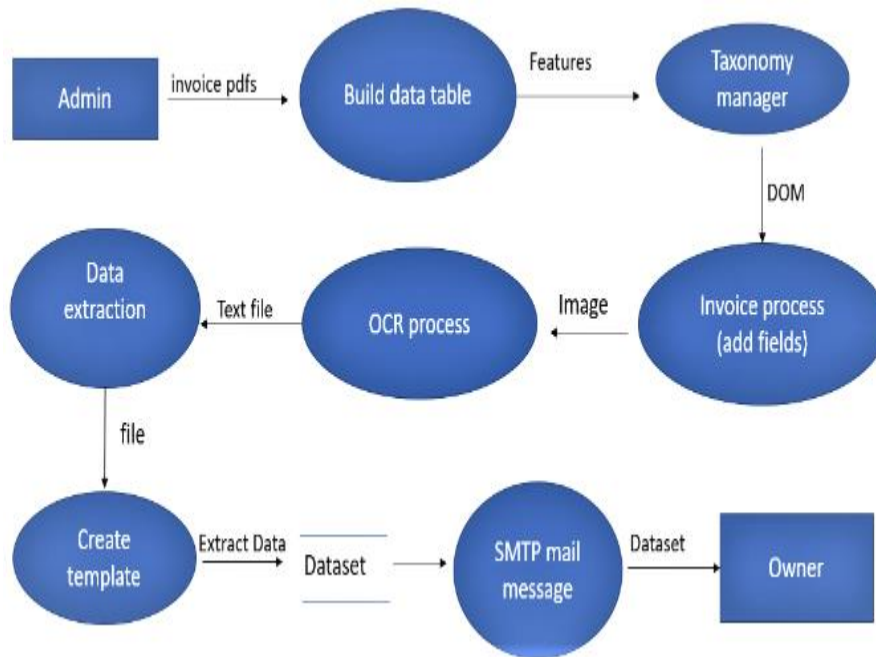 Admin
invoice pdfs
Build data table
Features
Taxonomy
manager
DOM
Invoice process
(add fields)
Image
OCR process
Text file
Data
extraction
file
Create
template
Extract Data
Dataset
SMTP mail
message
Dataset
Owner